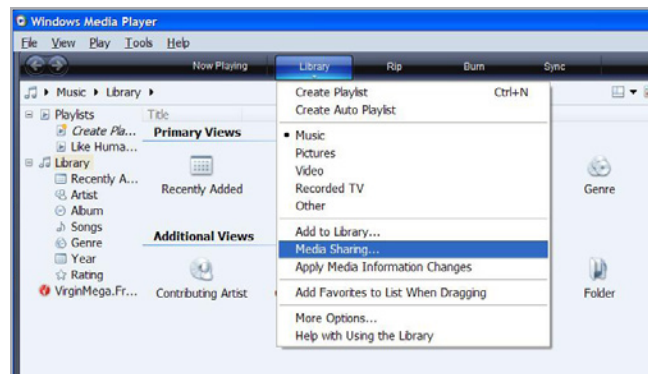 Windows Media Player
File View Play Tools Help
Now Playing Library Rip Burn Sync
Music Library
Playlists
Create Pla...
Like Huma...
Library
Recently A...
Artist
Album
Songs
Genre
Year
Rating
VirginMega.Fr...
Title
Primary Views
Recently Added
Genre
Additional Views
Contributing Artist
Folder
Create Playlist Ctrl+N
Create Auto Playlist
Music
Pictures
Video
Recorded TV
Other
Add to Library...
Media Sharing...
Apply Media Information Changes
Add Favorites to List When Dragging
More Options...
Help with Using the Library